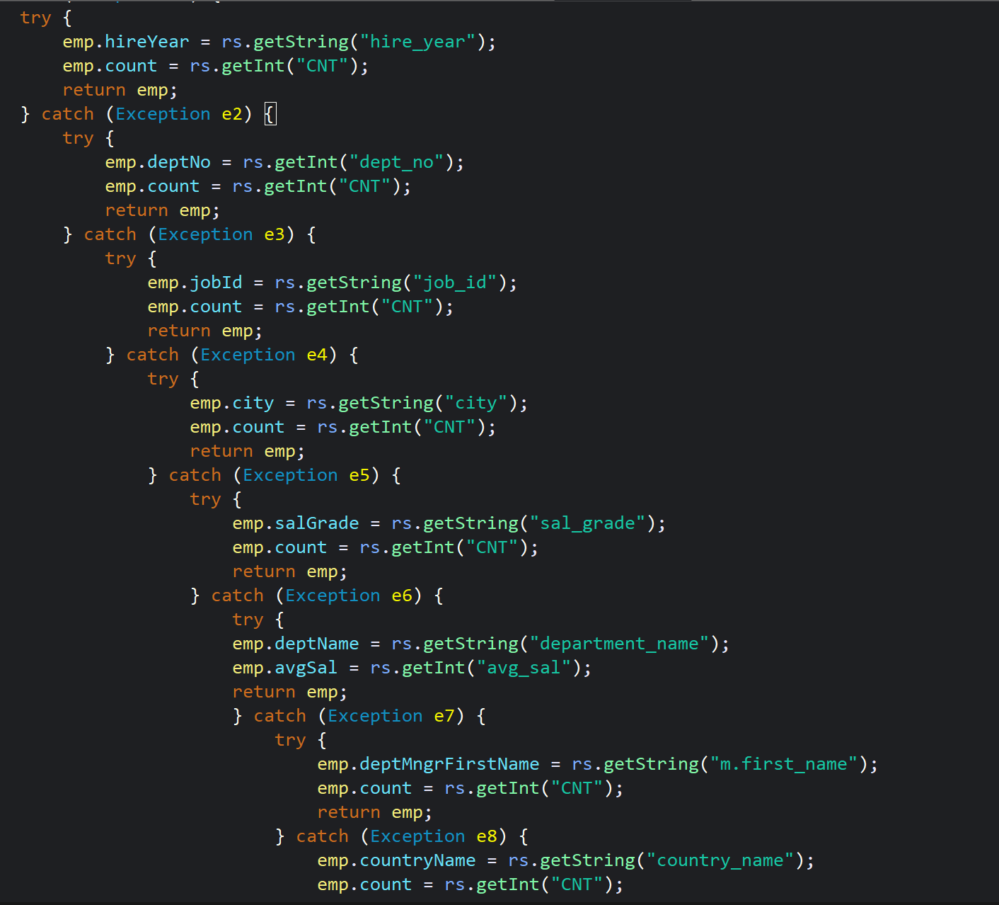 try {
emp.hireYear = rs.getString("hire_year");
emp.count = rs.getInt("CNT");
return emp;
} catch (Exception e2) {
try {
emp.deptNo = rs.getInt("dept_no");
emp.count = rs.getInt("CNT");
return emp;
} catch (Exception e3) {
try {
emp.jobId = rs.getString("job_id");
emp.count = rs.getInt("CNT");
return emp;
} catch (Exception e4) {
try {
emp.city = rs.getString("city");
emp.count = rs.getInt("CNT");
return emp;
} catch (Exception e5) {
try {
emp.salGrade = rs.getString("sal_grade");
emp.count = rs.getInt("CNT");
return emp;
} catch (Exception e6) {
try {
emp.deptName = rs.getString("department_name");
emp.avgSal = rs.getInt("avg_sal");
return emp;
} catch (Exception e7) {
try {
emp.deptMngrFirstName = rs.getString("m.first_name");
emp.count = rs.getInt("CNT");
return emp;
} catch (Exception e8) {
emp.countryName = rs.getString("country_name");
emp.count = rs.getInt("CNT");